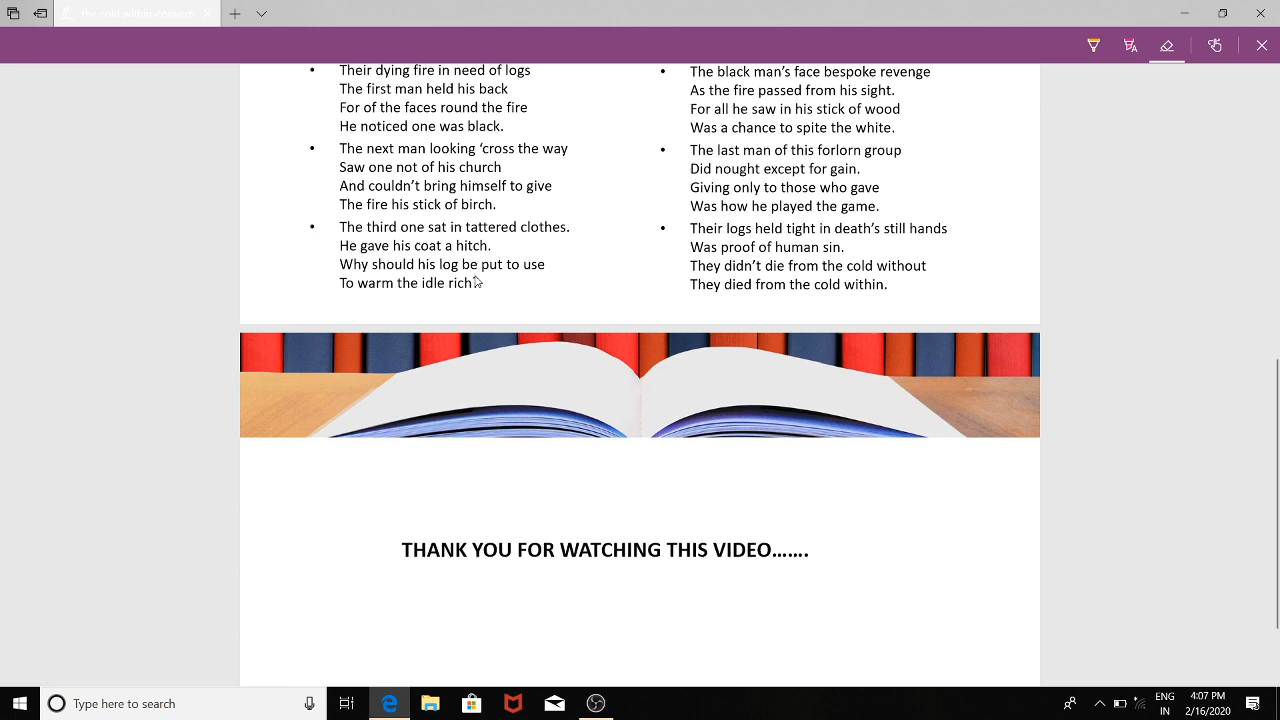 the cold within-convert
• Their dying fire in need of logs
The first man held his back
For of the faces round the fire
He noticed one was black.
• The next man looking ‘cross the way
Saw one not of his church
And couldn’t bring himself to give
The fire his stick of birch.
• The third one sat in tattered clothes.
He gave his coat a hitch.
Why should his log be put to use
To warm the idle rich
• The black man’s face bespoke revenge
As the fire passed from his sight.
For all he saw in his stick of wood
Was a chance to spite the white.
• The last man of this forlorn group
Did nought except for gain.
Giving only to those who gave
Was how he played the game.
• Their logs held tight in death’s still hands
Was proof of human sin.
They didn’t die from the cold without
They died from the cold within.
THANK YOU FOR WATCHING THIS VIDEO…….
Type here to search
ENG
IN
4:07 PM
2/16/2020